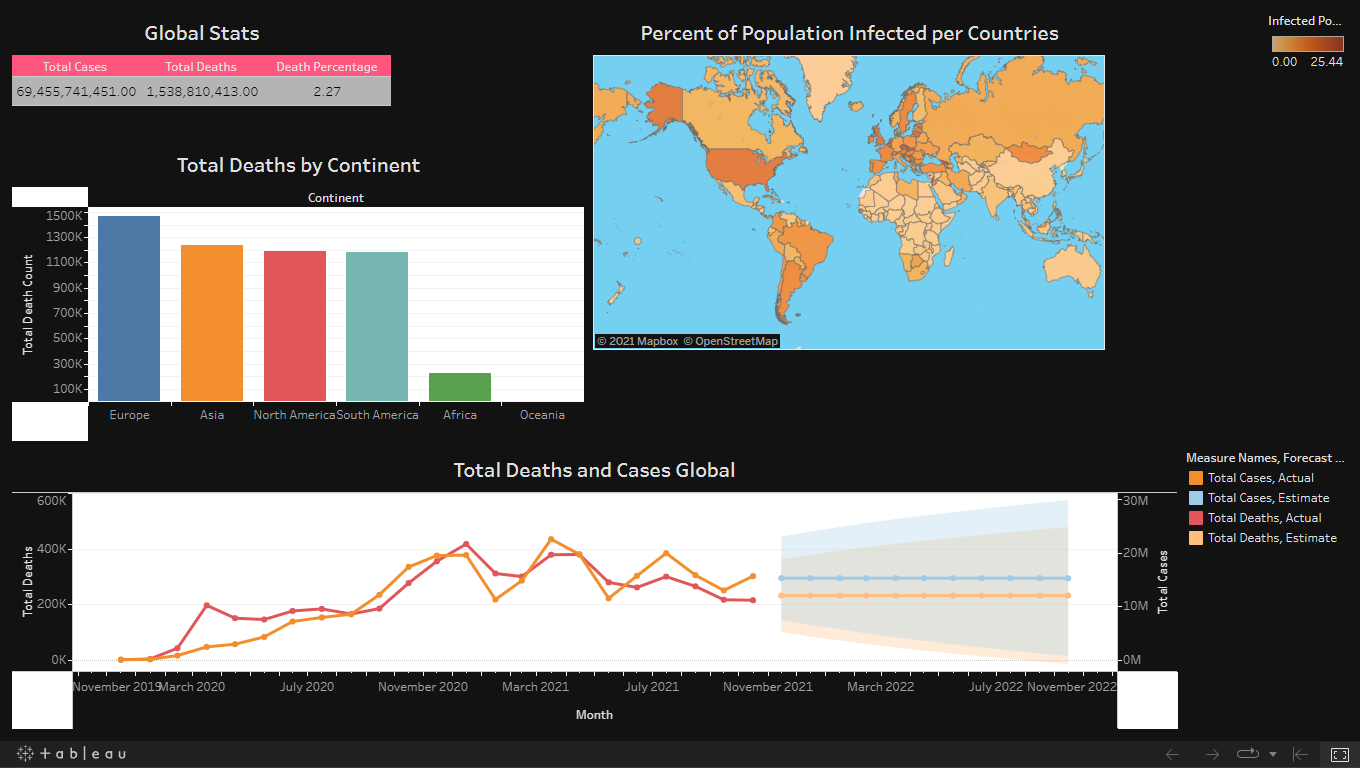 Global Stats
Total Cases Total Deaths Death Percentage
69,455,741,451.00 1,538,810,413.00 2.27
Percent of Population Infected per Countries
© 2021 Mapbox © OpenStreetMap
Infected Po...
0.00 25.44
Total Deaths by Continent
Continent
Total Death Count
1500K
1300K
1100K
900K
700K
500K
300K
100K
Europe Asia North America South America Africa Oceania
Total Deaths and Cases Global
Total Deaths
600K
400K
200K
0K
30M
20M
10M
0M
Total Cases
November 2019 March 2020 July 2020 November 2020 March 2021 July 2021 November 2021 March 2022 July 2022 November 2022
Month
Measure Names, Forecast ...
Total Cases, Actual
Total Cases, Estimate
Total Deaths, Actual
Total Deaths, Estimate
+ableau